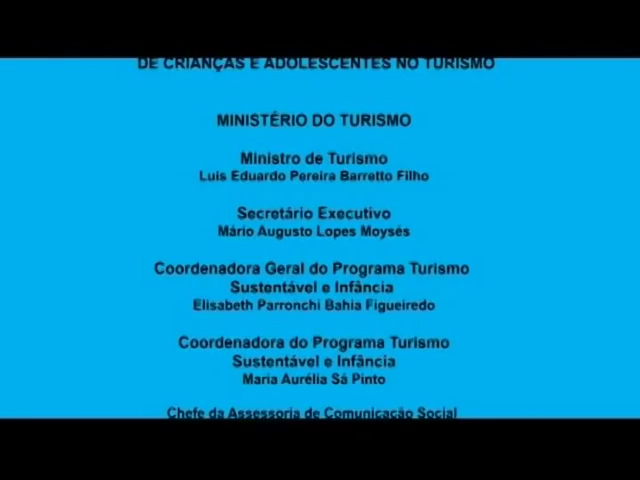 DE CRIANÇAS E ADOLESCENTES NO TURISMO
MINISTÉRIO DO TURISMO
Ministro de Turismo
Luis Eduardo Pereira Barretto Filho
Secretário Executivo
Mário Augusto Lopes Moysés
Coordenadora Geral do Programa Turismo
Sustentável e Infância
Elisabeth Parronchi Bahia Figueiredo
Coordenadora do Programa Turismo
Sustentável e Infância
Maria Aurélia Sá Pinto
Chefe da Assessoria de Comunicação Social